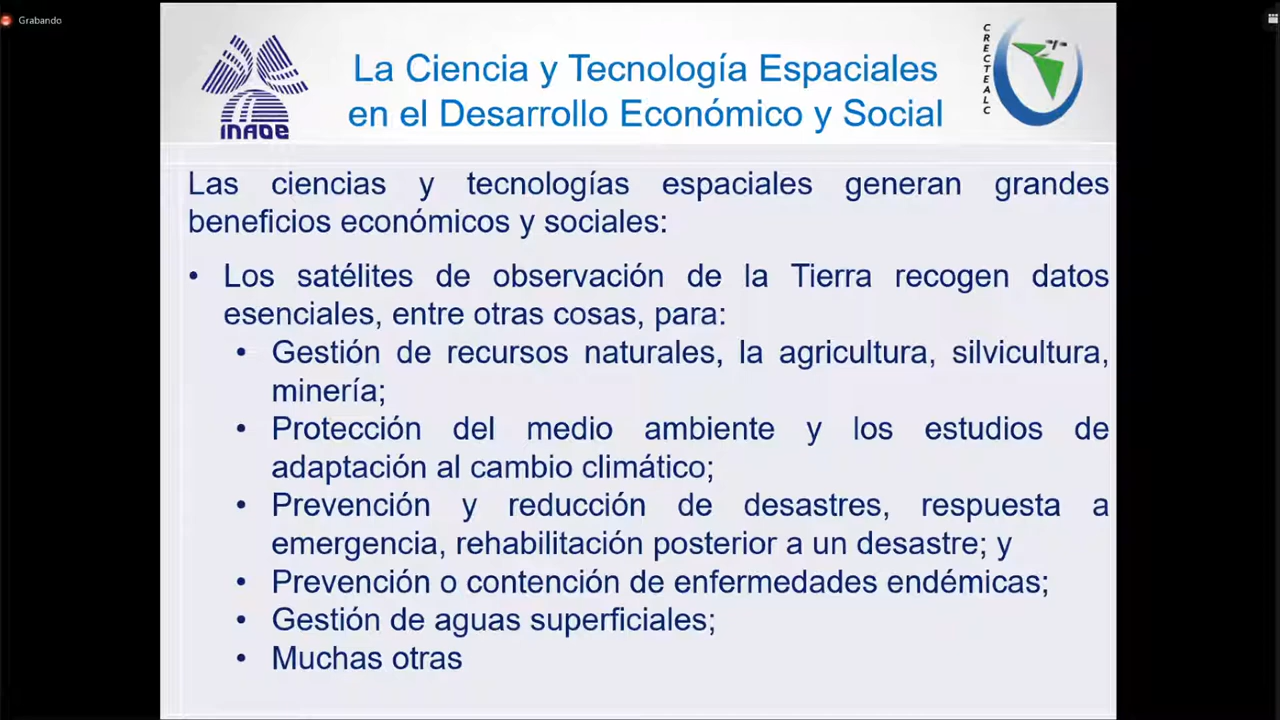 Grabando
La Ciencia y Tecnología Espaciales
en el Desarrollo Económico y Social
INAOE
CRECTEALC
Las ciencias y tecnologías espaciales generan grandes
beneficios económicos y sociales:
• Los satélites de observación de la Tierra recogen datos
esenciales, entre otras cosas, para:
• Gestión de recursos naturales, la agricultura, silvicultura,
minería;
• Protección del medio ambiente y los estudios de
adaptación al cambio climático;
• Prevención y reducción de desastres, respuesta a
emergencia, rehabilitación posterior a un desastre; y
• Prevención o contención de enfermedades endémicas;
• Gestión de aguas superficiales;
• Muchas otras